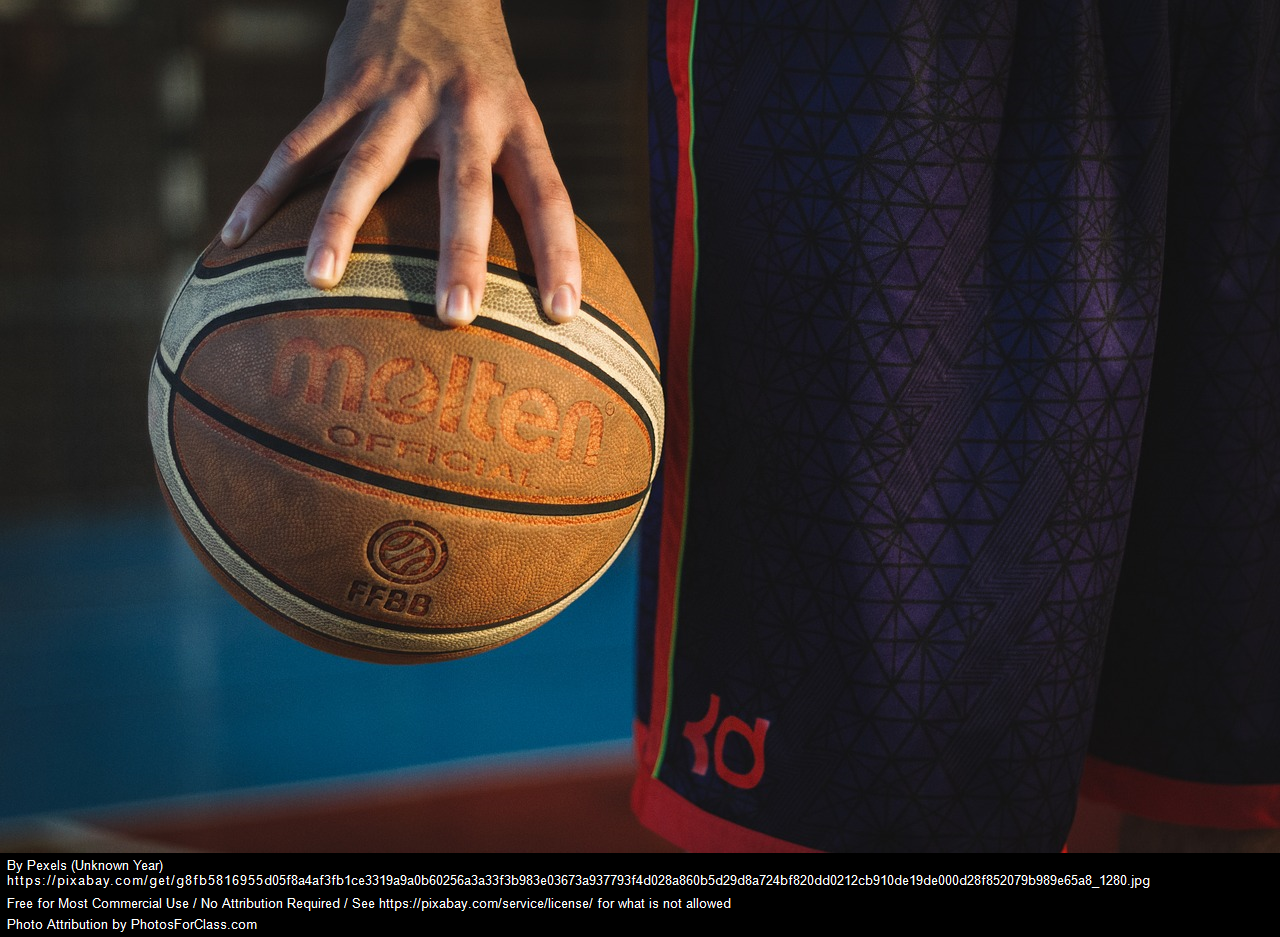 molten
OFFICIAL
FFBB
KD
By Pexels (Unknown Year)
https://pixabay.com/get/g8fb5816955d05f8a4af3fb1ce3319a9a0b60256a3a33f3b983e03673a937793f4d028a860b5d29d8a724bf820dd0212cb910de19de000d28f852079b989e65a8_1280.jpg
Free for Most Commercial Use / No Attribution Required / See https://pixabay.com/service/license/ for what is not allowed
Photo Attribution by PhotosForClass.com